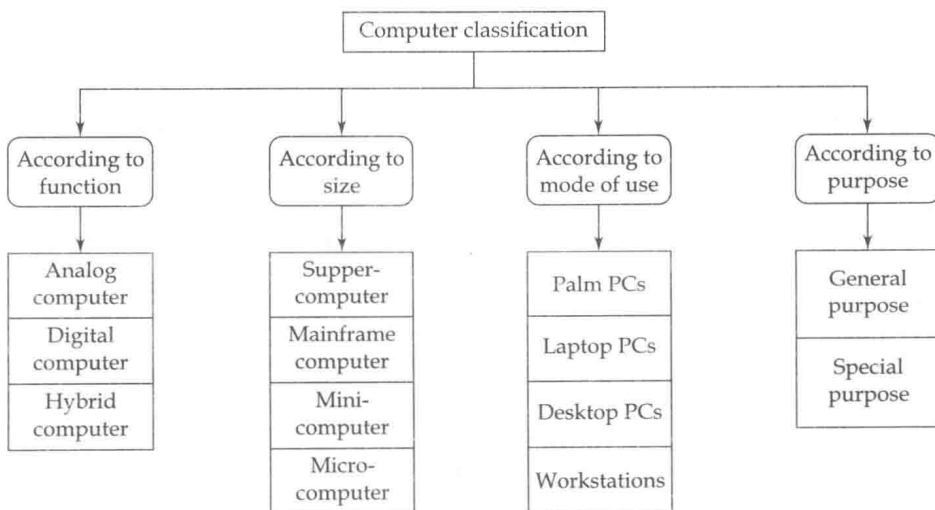 Computer classification
According to
function
According to
size
According to
mode of use
According to
purpose
Analog
computer
Digital
computer
Hybrid
computer
Supper-
computer
Mainframe
computer
Mini-
computer
Micro-
computer
Palm PCs
Laptop PCs
Desktop PCs
Workstations
General
purpose
Special
purpose